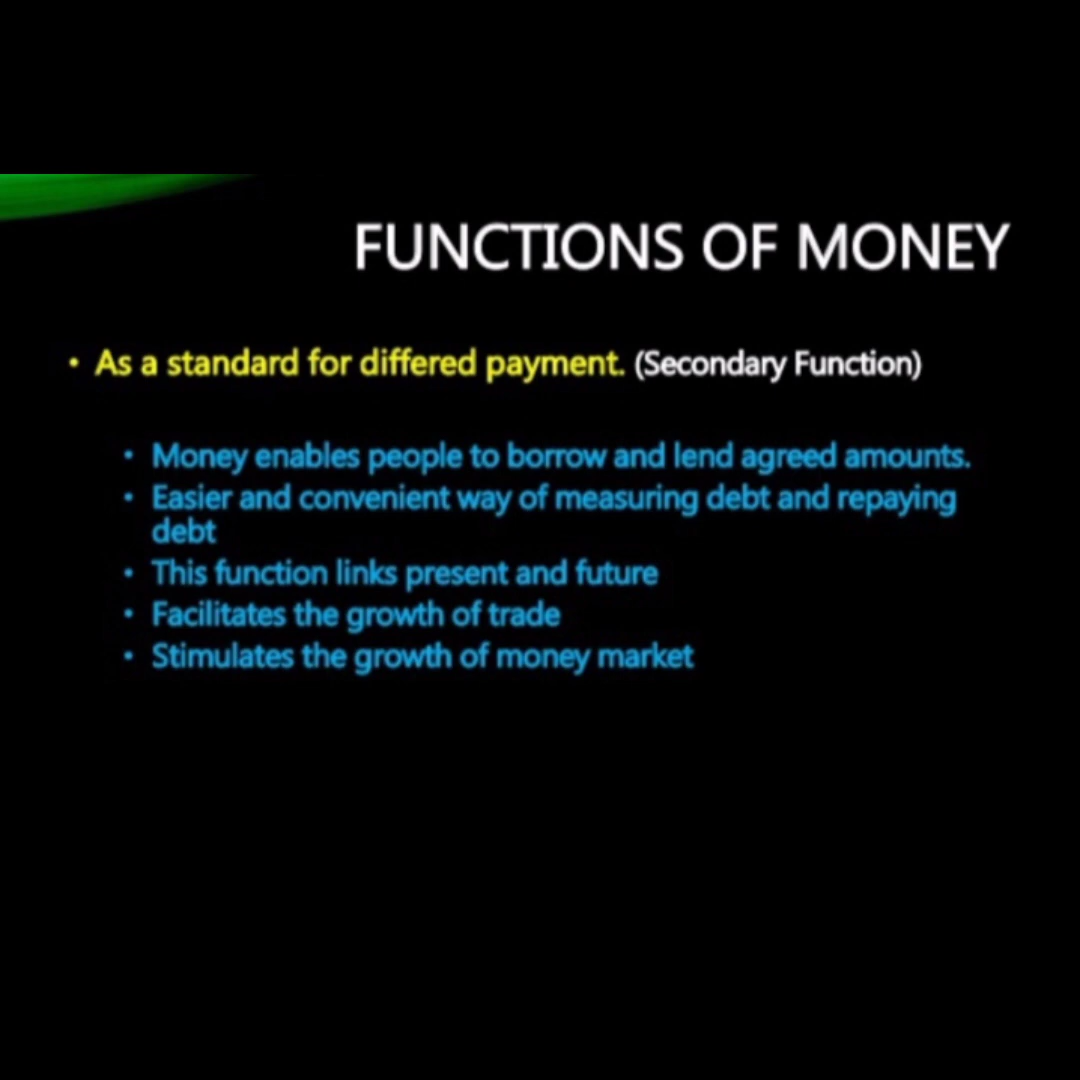 FUNCTIONS OF MONEY
• As a standard for differed payment. (Secondary Function)
• Money enables people to borrow and lend agreed amounts.
• Easier and convenient way of measuring debt and repaying
debt
• This function links present and future
• Facilitates the growth of trade
• Stimulates the growth of money market